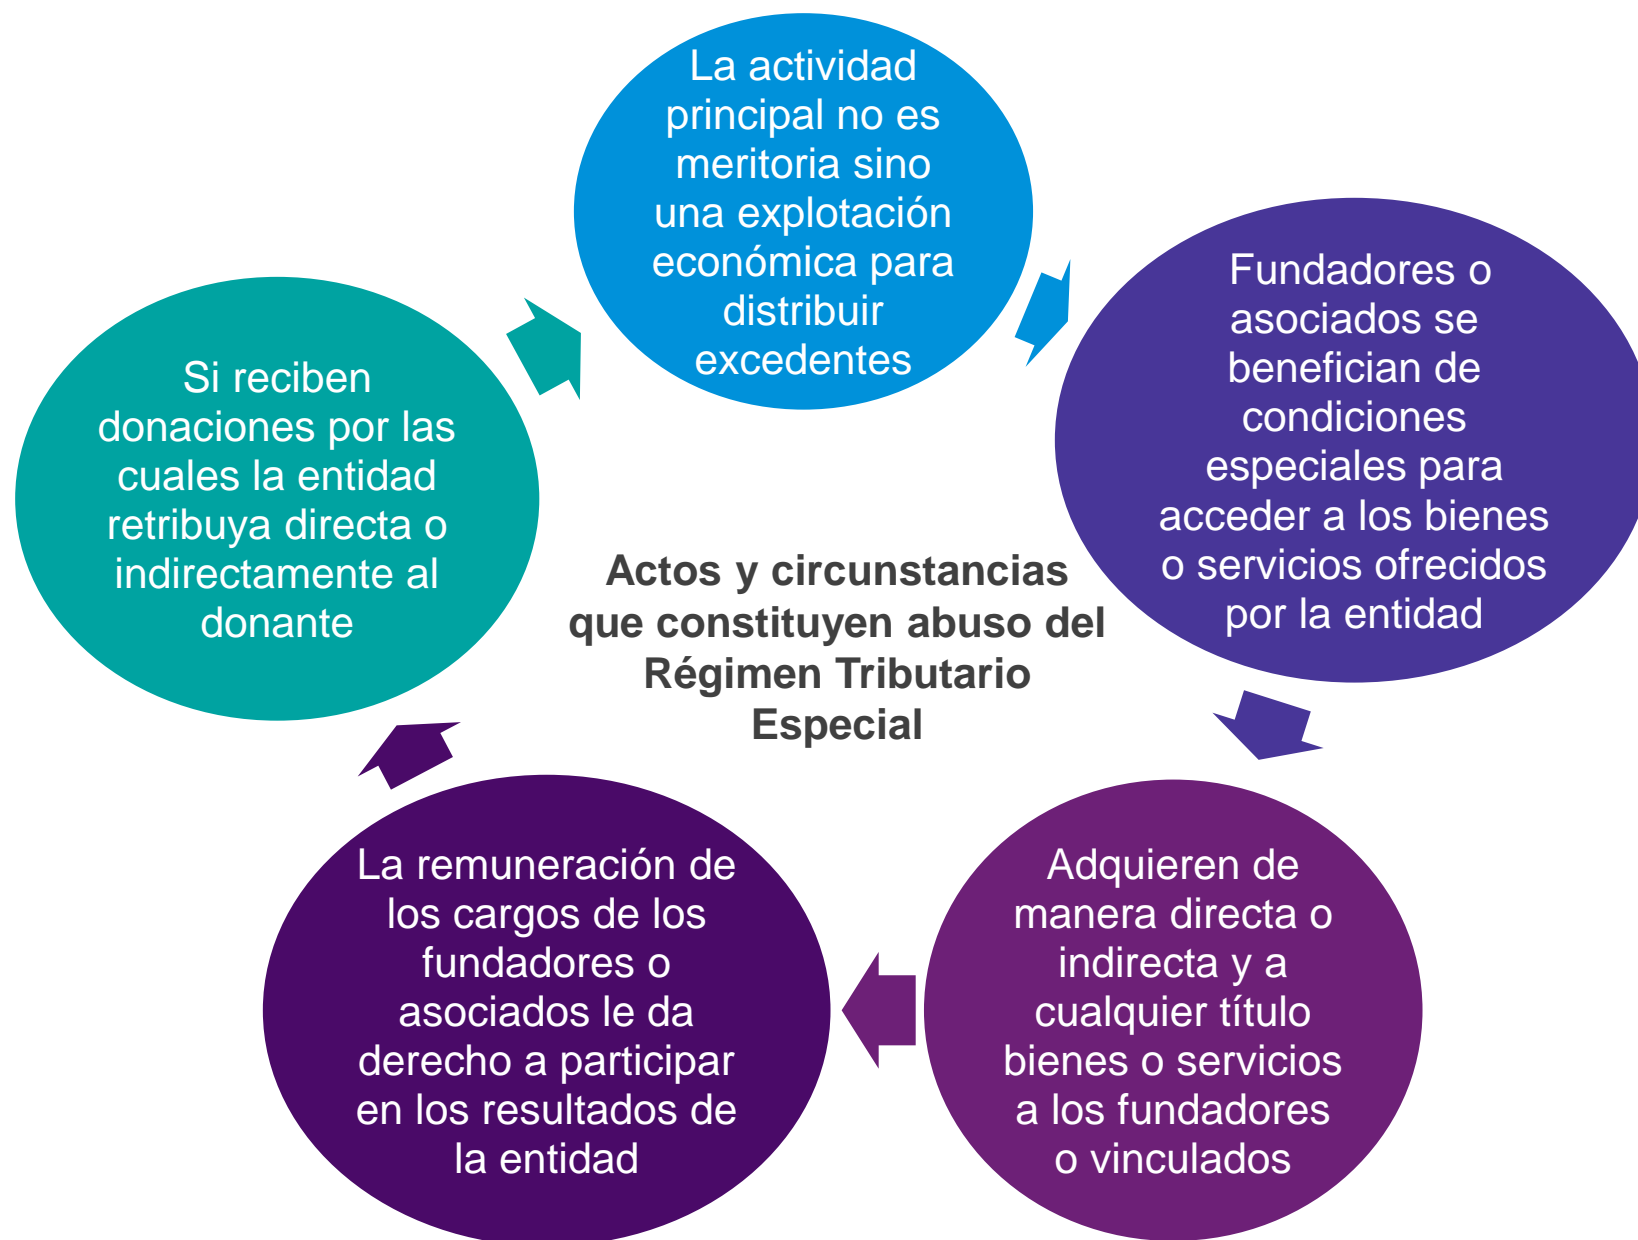 La actividad
principal no es
meritoria sino
una explotación
económica para
distribuir
excedentes
Fundadores o
asociados se
benefician de
condiciones
especiales para
acceder a los bienes
o servicios ofrecidos
por la entidad
Adquieren de
manera directa o
indirecta y a
cualquier título
bienes o servicios
a los fundadores
o vinculados
La remuneración de
los cargos de los
fundadores o
asociados le da
derecho a participar
en los resultados de
la entidad
Si reciben
donaciones por las
cuales la entidad
retribuya directa o
indirectamente al
donante
Actos y circunstancias
que constituyen abuso del
Régimen Tributario
Especial